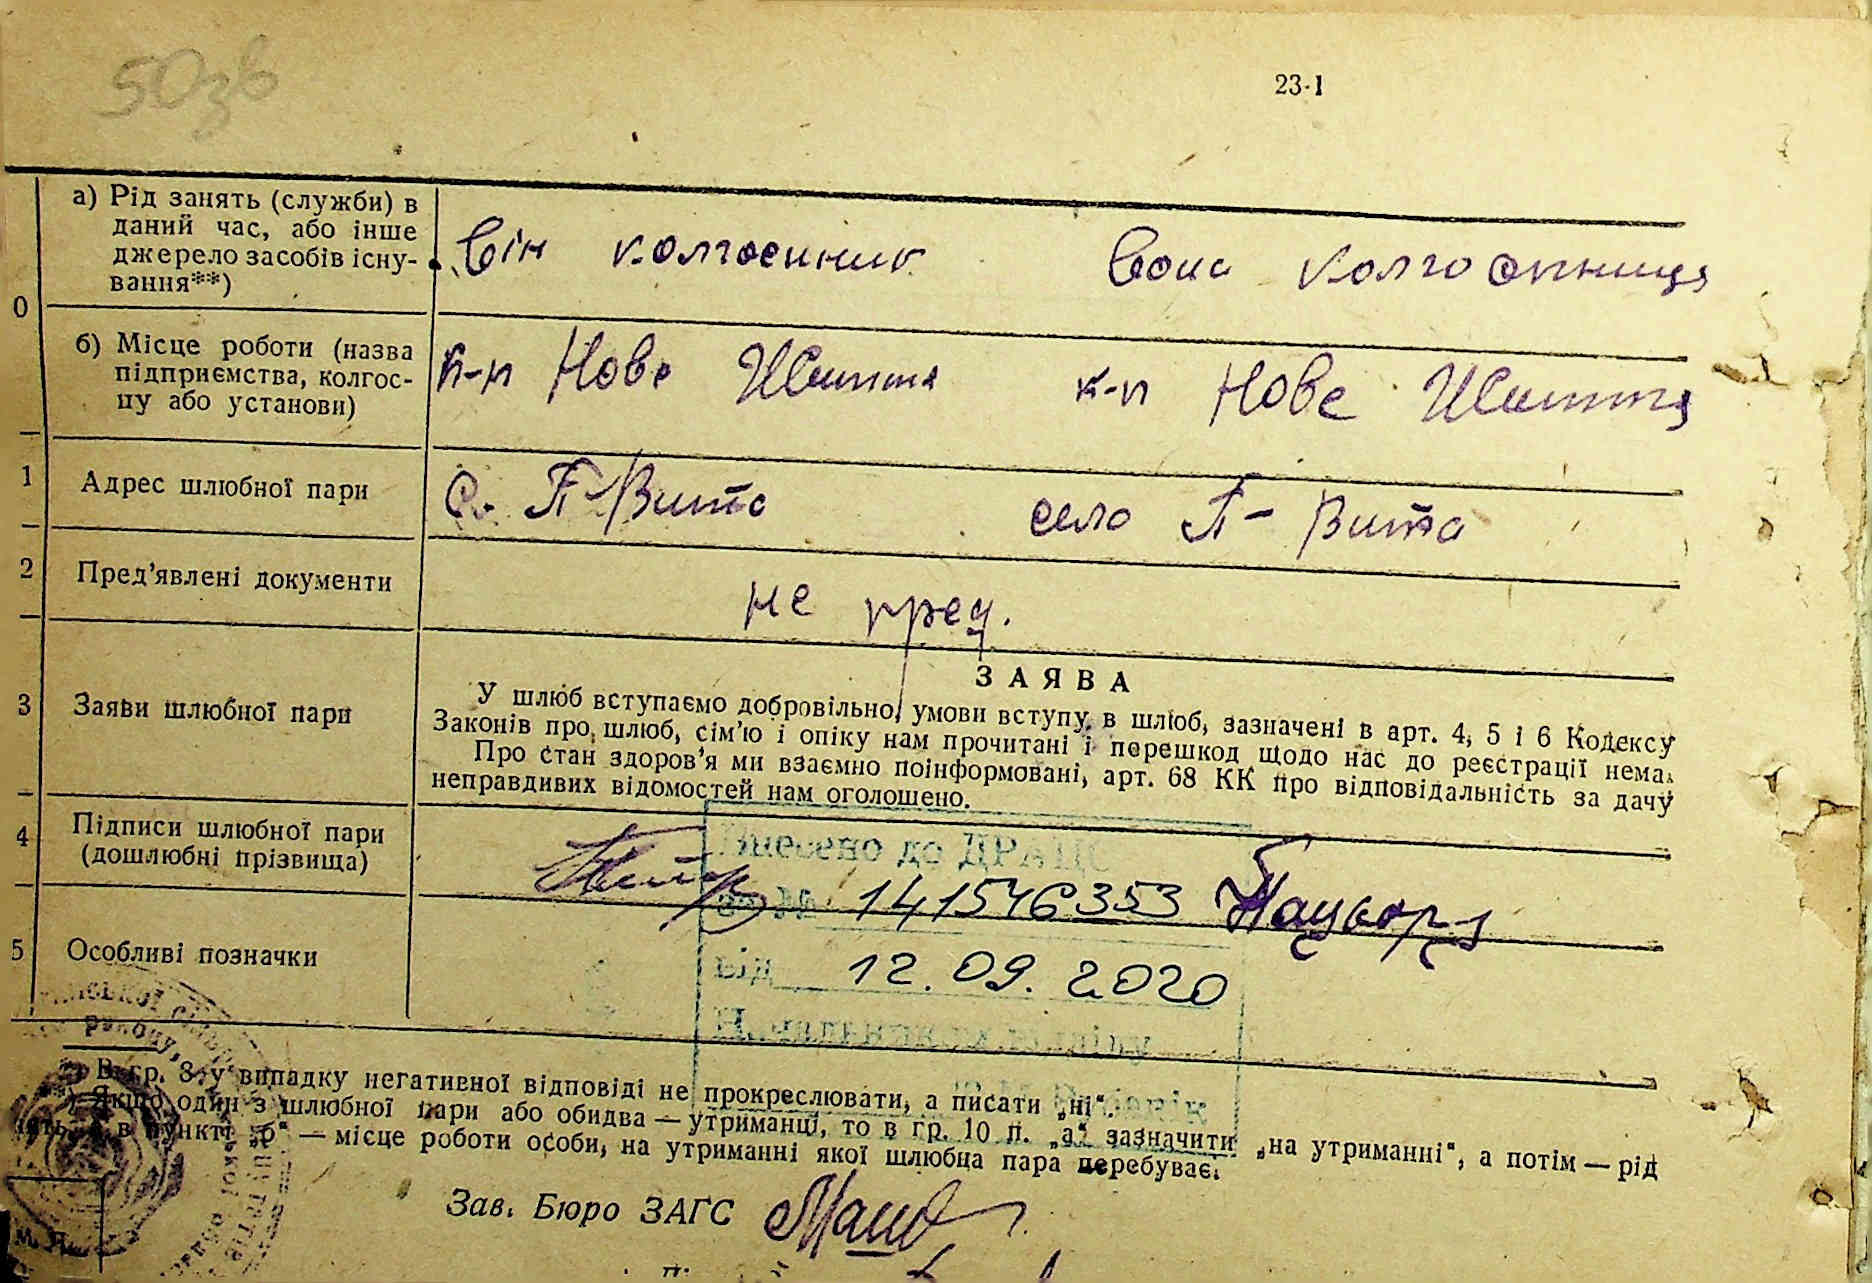 50зв
23-1
а) Рід занять (служби) в
даний час, або інше
джерело засобів існу-
вання**)
Він колгоспник Вона колгоспниця
0
б) Місце роботи (назва
підприємства, колгос-
пу або установи)
к-п Нове Життя к-п Нове Життя
1 Адрес шлюбної пари
с. П-Вита село П-Вита
2 Пред'явлені документи
не пред.
3 Заяви шлюбної пари
ЗАЯВА
У шлюб вступаємо добровільно, умови вступу в шлюб, зазначені в арт. 4, 5 і 6 Кодексу
Законів про шлюб, сім'ю і опіку нам прочитані і перешкод щодо нас до реєстрації нема.
Про стан здоров'я ми взаємно поінформовані, арт. 68 КК про відповідальність за дачу
неправдивих відомостей нам оголошено.
4 Підписи шлюбної пари
(дошлюбні прізвища)
Внесено до ДРАЦС
141546353
5 Особливі позначки
від 12.09.2020
*) В гр. 8 у випадку негативної відповіді не прокреслювати, а писати „ні“.
**) Якщо один з шлюбної пари або обидва — утриманці, то в гр. 10 п. „а“ зазначити „на утриманні“, а потім — рід
в пункті „б“ — місце роботи особи, на утриманні якої шлюбна пара перебуває.
Зав. Бюро ЗАГС
М. П.